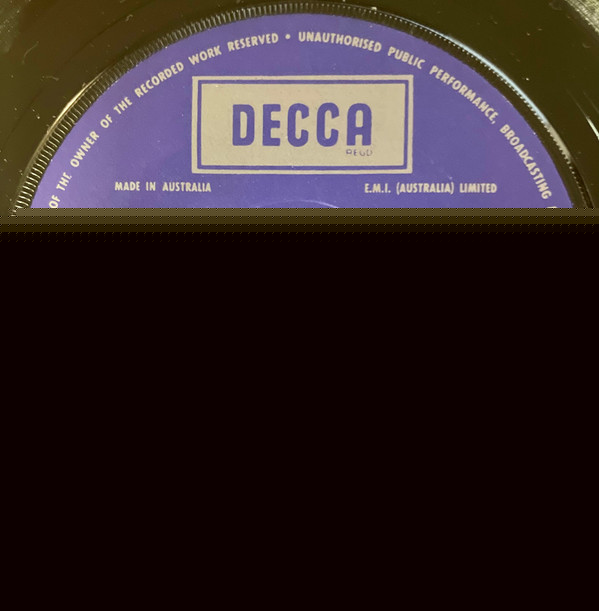 OF THE OWNER OF THE RECORDED WORK RESERVED • UNAUTHORISED PUBLIC PERFORMANCE, BROADCASTING
DECCA
REGD
MADE IN AUSTRALIA
E.M.I. (AUSTRALIA) LIMITED